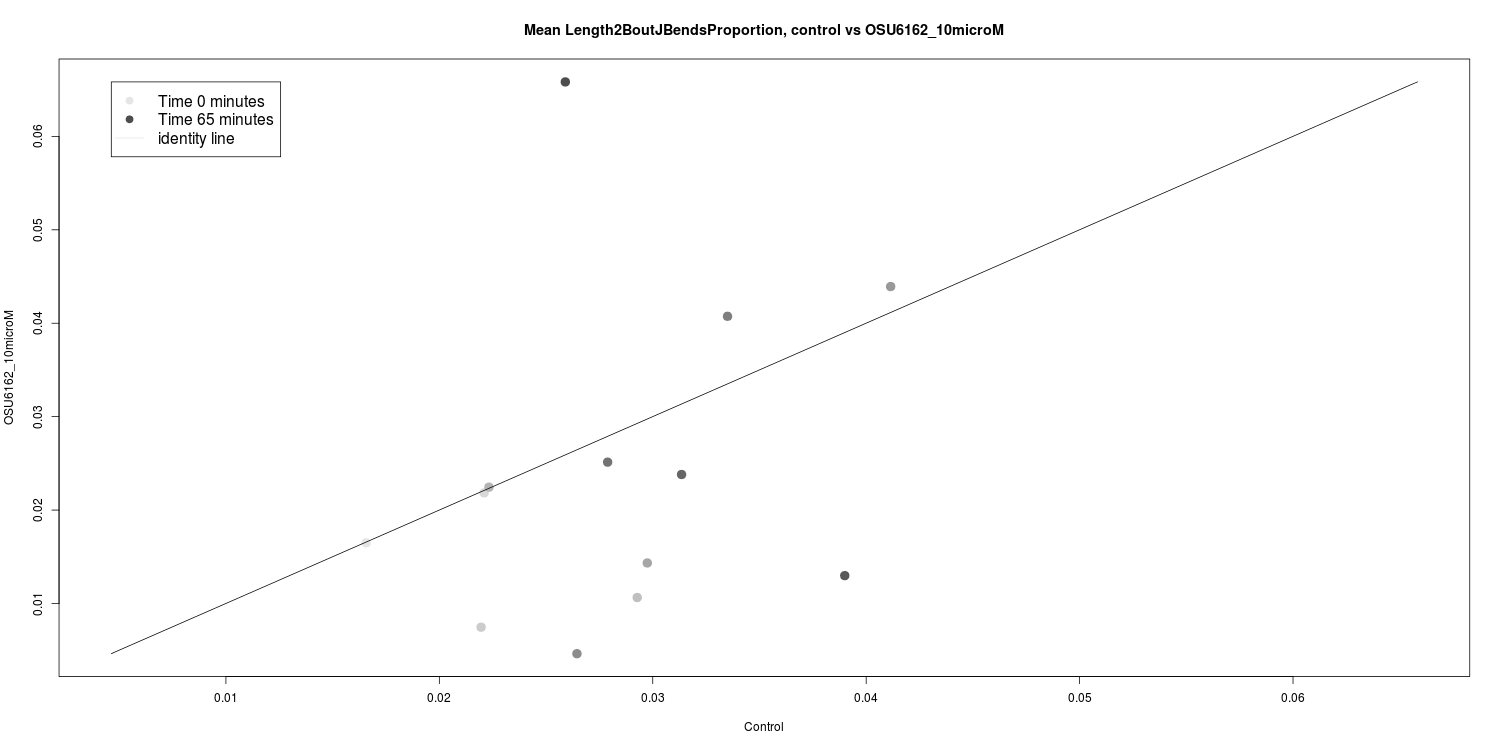 Mean Length2BoutJBendsProportion, control vs OSU6162_10microM
Time 0 minutes
Time 65 minutes
identity line
OSU6162_10microM
0.06
0.05
0.04
0.03
0.02
0.01
0.01 0.02 0.03 0.04 0.05 0.06
Control